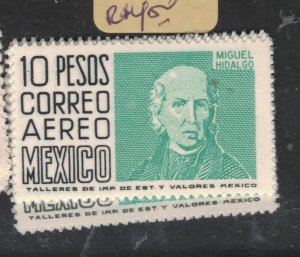 10 PESOS
MIGUEL
HIDALGO
CORREO
AEREO
MEXICO
TALLERES DE IMP. DE EST. Y VALORES MEXICO
MEXICO
TALLERES DE IMP. DE EST. Y VALORES MEXICO